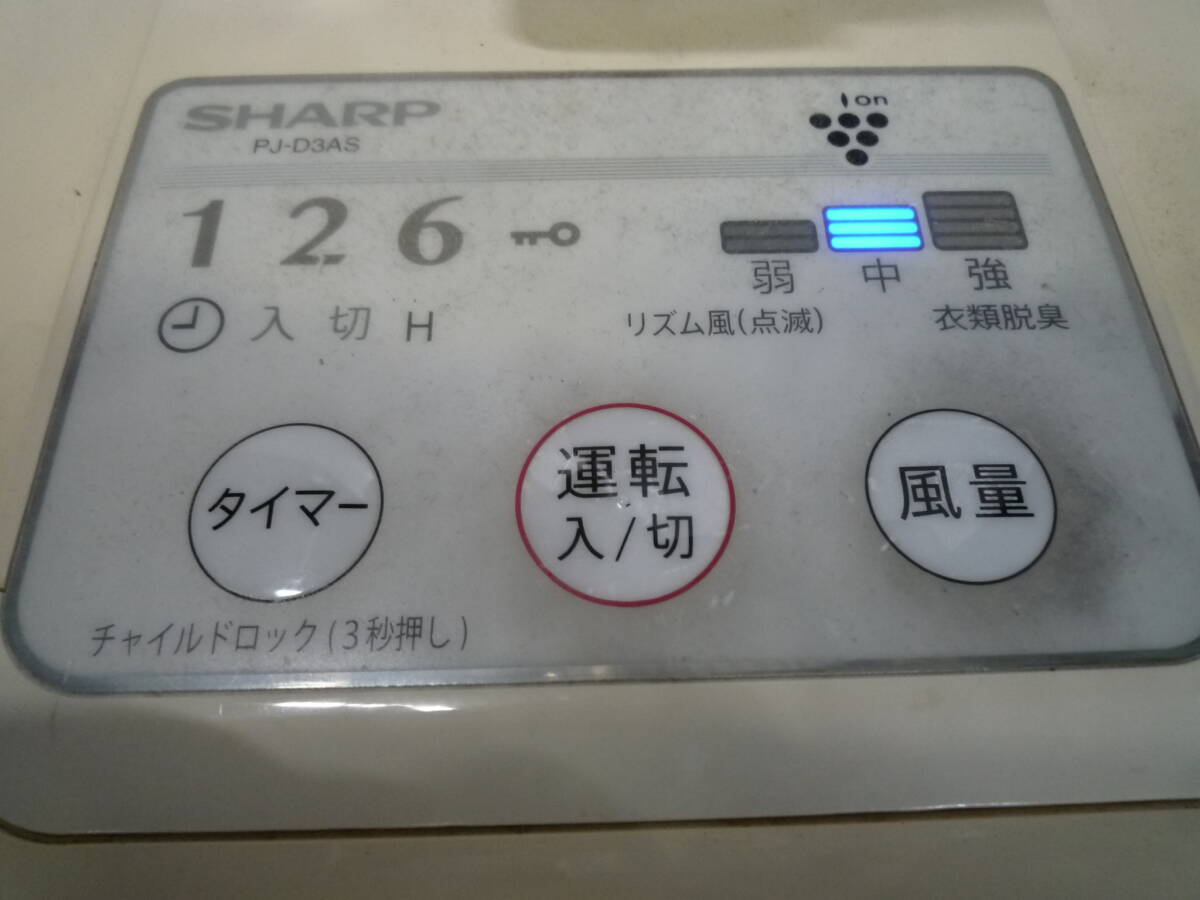 SHARP
PJ-D3AS
Ion
1 2 6
弱 中 強
入 切 H
リズム風(点滅) 衣類脱臭
タイマー
運転
入/切
風量
チャイルドロック(3秒押し)